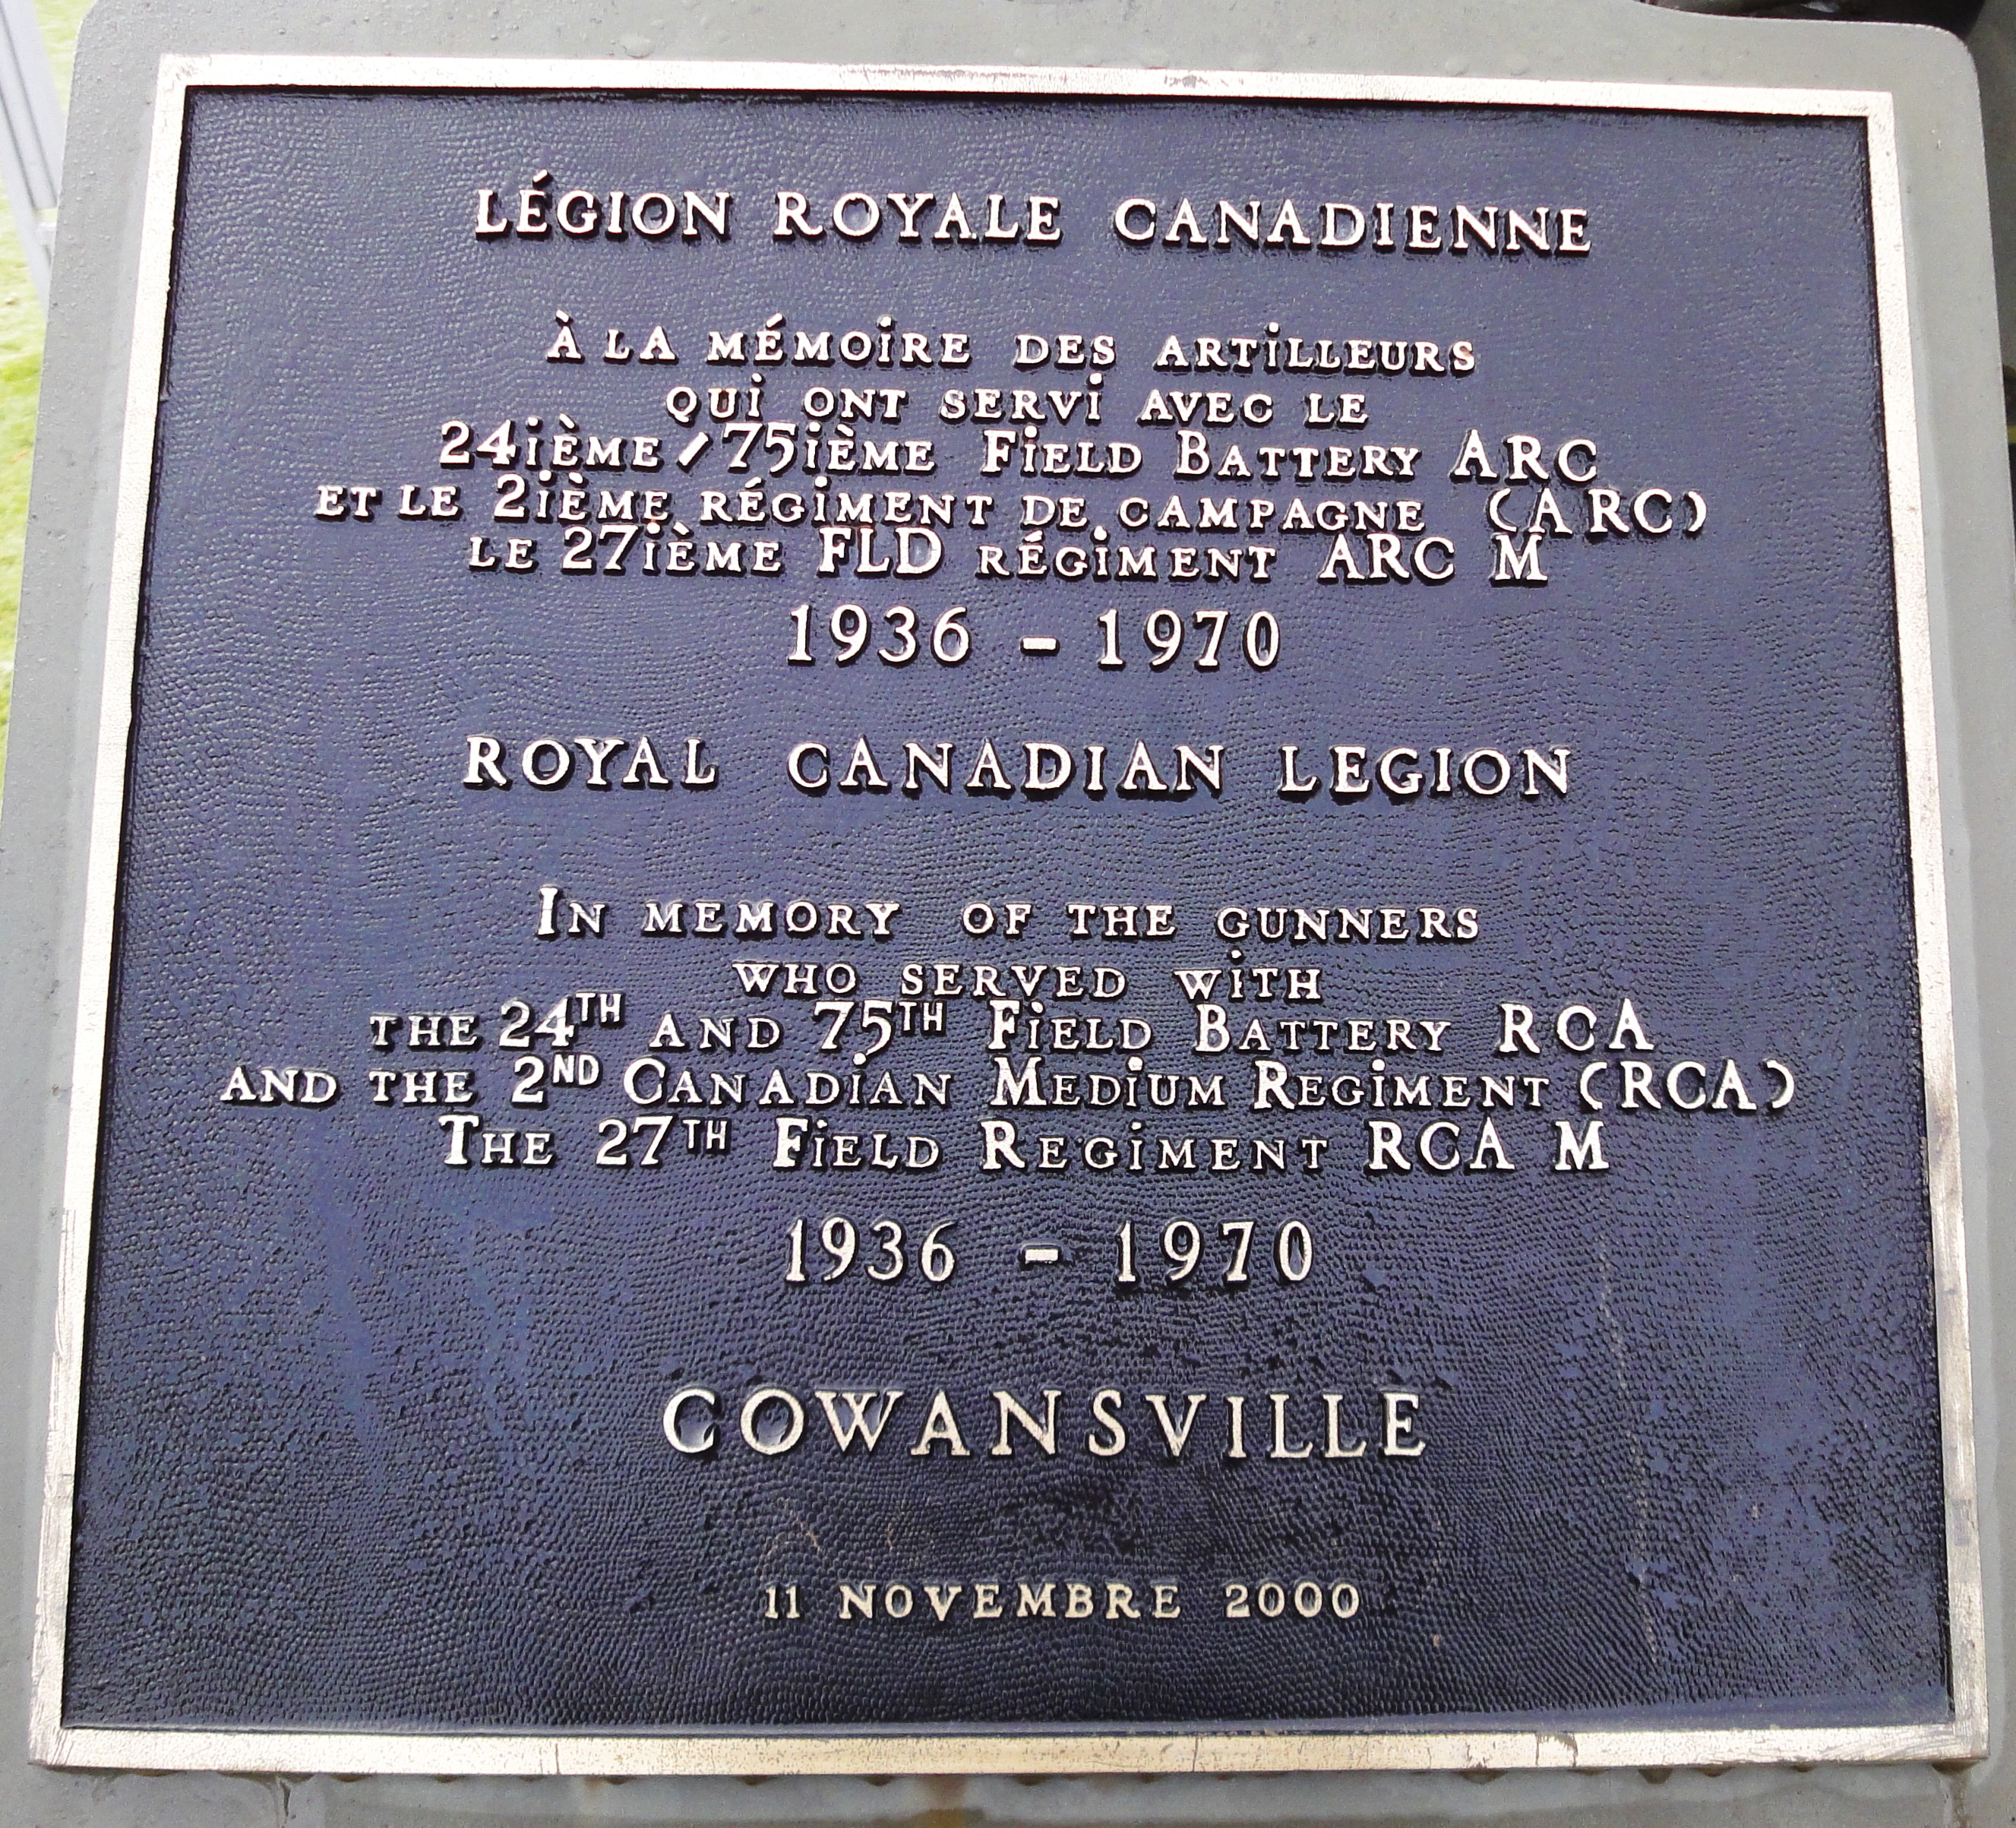 LÉGION ROYALE CANADIENNE
À LA MÉMOIRE DES ARTILLEURS
QUI ONT SERVI AVEC LE
24IÈME/75IÈME FIELD BATTERY ARC
ET LE 2IÈME RÉGIMENT DE CAMPAGNE (ARC)
LE 27IÈME FLD RÉGIMENT ARC M
1936 - 1970
ROYAL CANADIAN LEGION
IN MEMORY OF THE GUNNERS
WHO SERVED WITH
THE 24TH AND 75TH FIELD BATTERY RCA
AND THE 2ND CANADIAN MEDIUM REGIMENT (RCA)
THE 27TH FIELD REGIMENT RCA M
1936 - 1970
COWANSVILLE
11 NOVEMBRE 2000